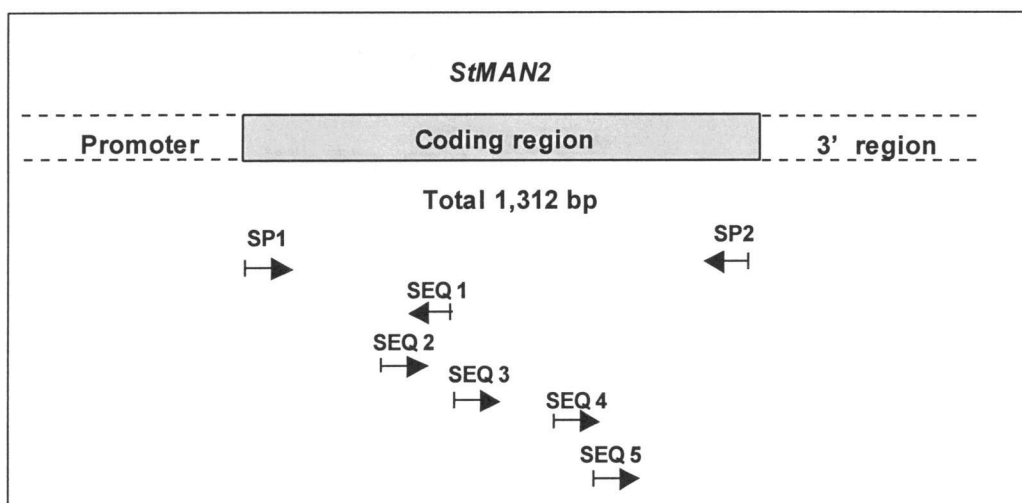 StMAN2
Promoter Coding region 3' region
Total 1,312 bp
SP1 SP2
SEQ 1
SEQ 2
SEQ 3
SEQ 4
SEQ 5